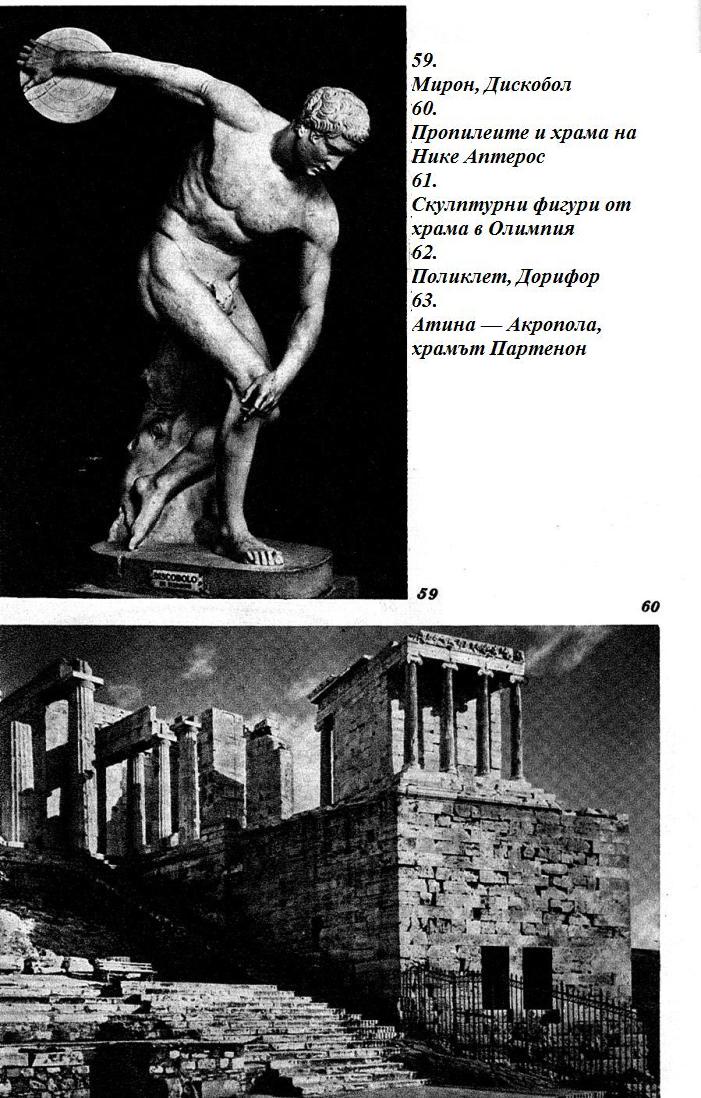 59.
Мирон, Дискобол
60.
Пропилеите и храма на
Нике Аптерос
61.
Скулптурни фигури от
храма в Олимпия
62.
Поликлет, Дорифор
63.
Атина — Акропола,
храмът Партенон
59
60
DISCOBOLO